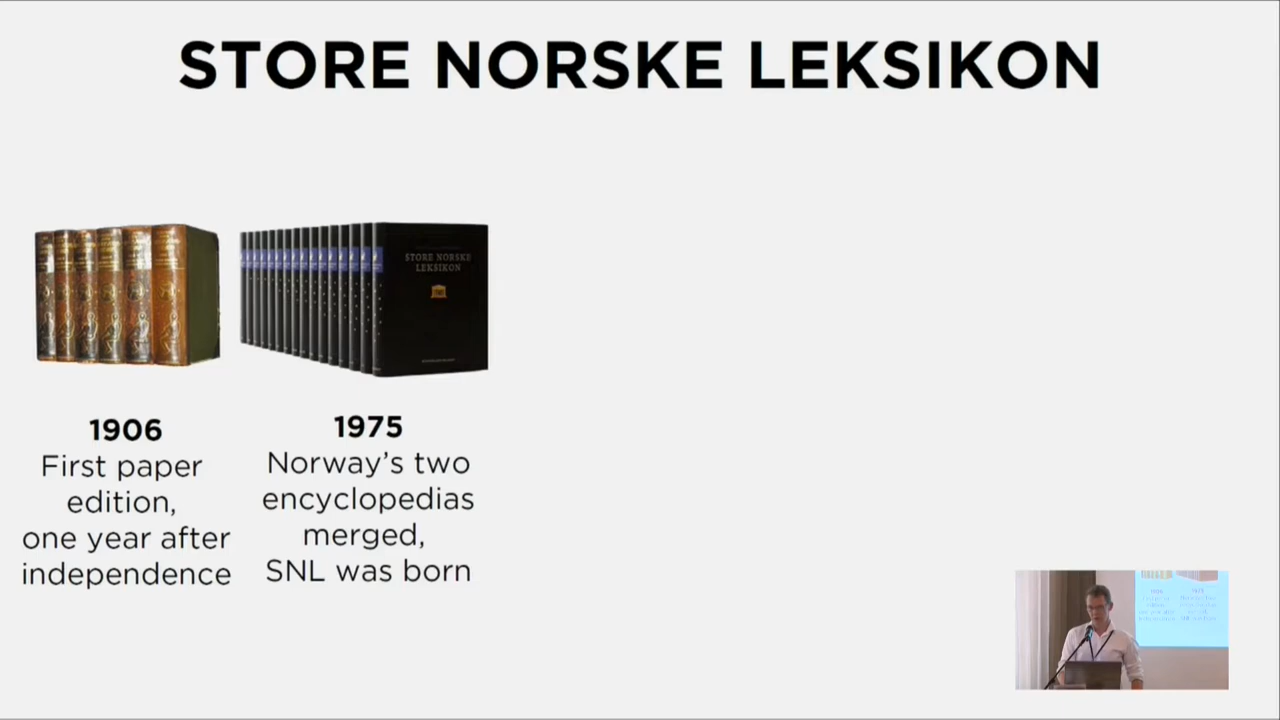 STORE NORSKE LEKSIKON
STORE NORSKE
LEKSIKON
1906
First paper
edition,
one year after
independence
1975
Norway's two
encyclopedias
merged,
SNL was born